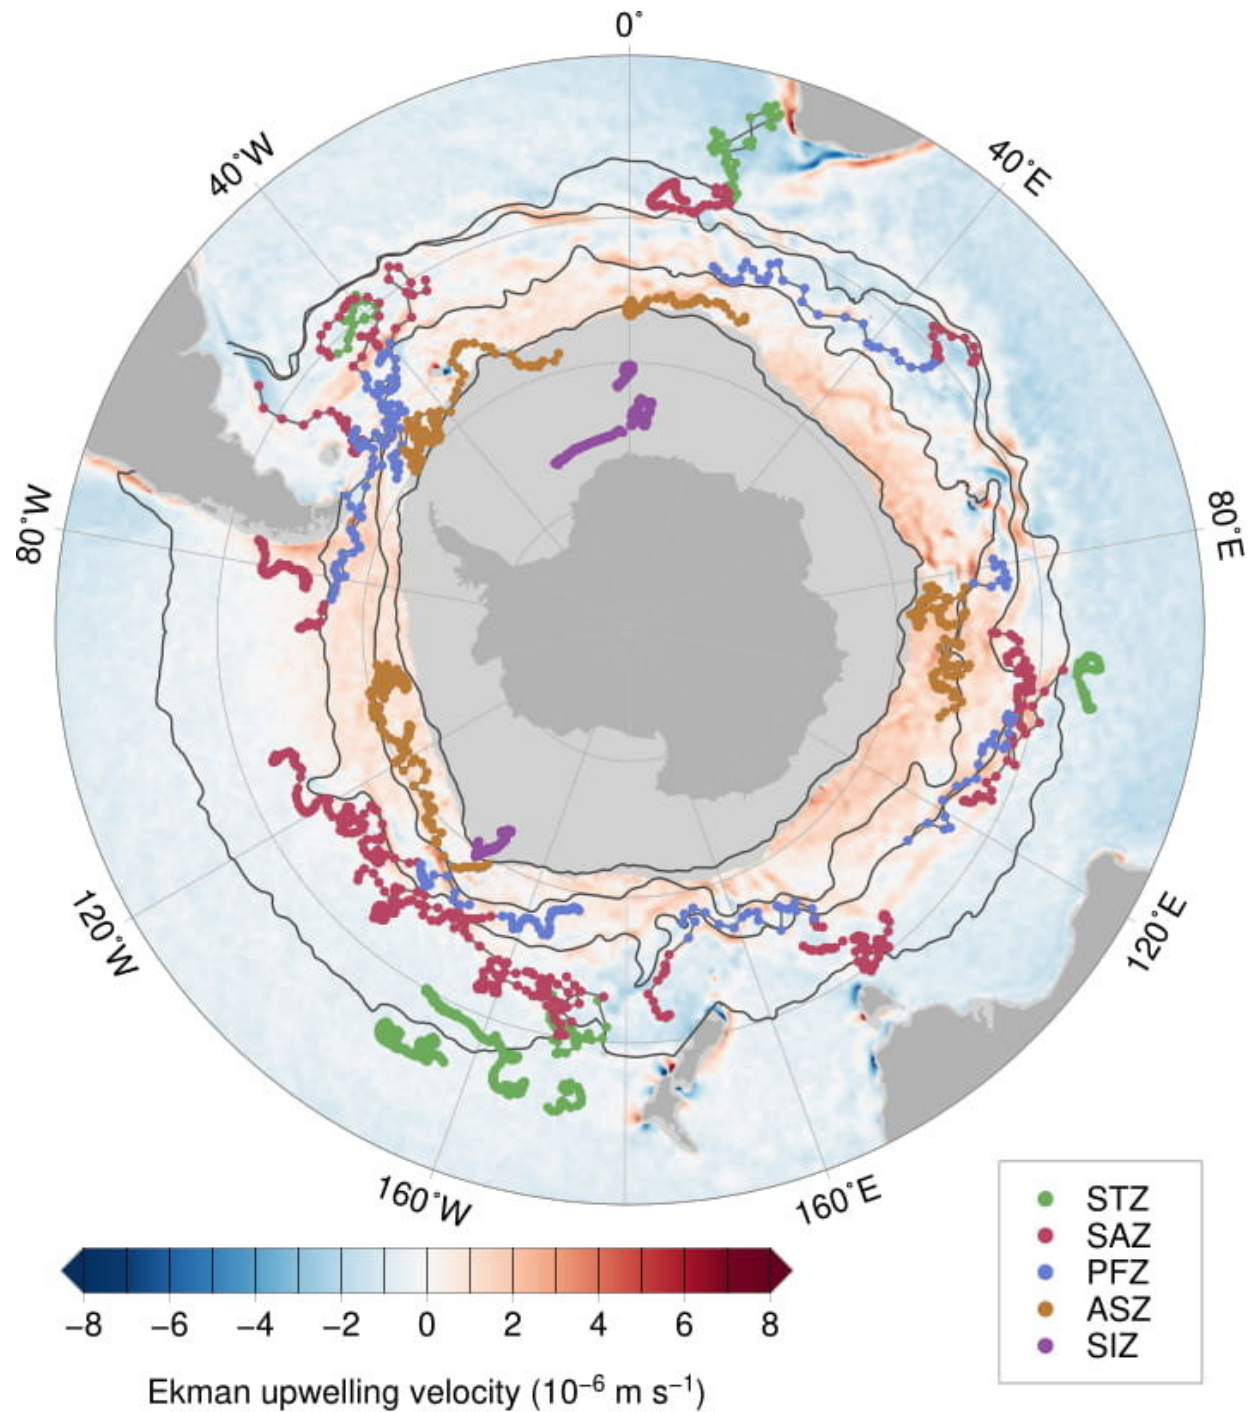 0°
40°W
40°E
80°W
80°E
120°W
120°E
160°W
160°E
STZ
SAZ
PFZ
ASZ
SIZ
−8 −6 −4 −2 0 2 4 6 8
Ekman upwelling velocity (10⁻⁶ m s⁻¹)